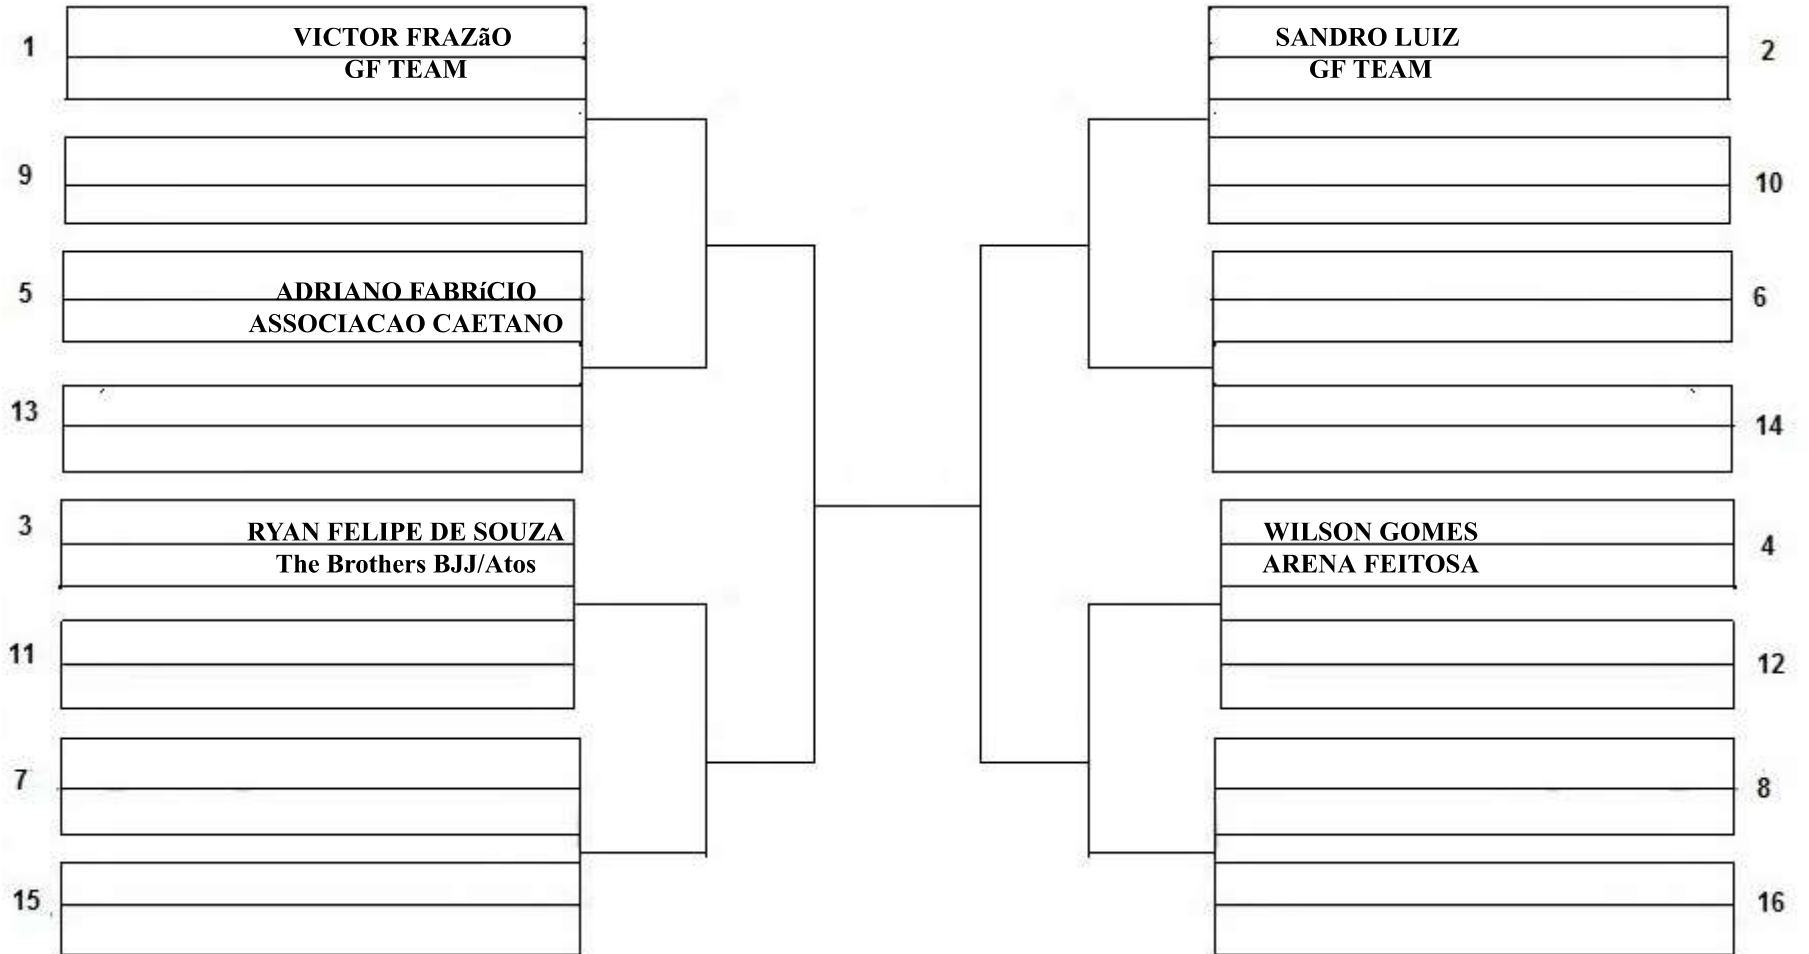 1
VICTOR FRAZãO
GF TEAM
9
5
ADRIANO FABRíCIO
ASSOCIACAO CAETANO
13
3
RYAN FELIPE DE SOUZA
The Brothers BJJ/Atos
11
7
15
SANDRO LUIZ
GF TEAM
2
10
6
14
WILSON GOMES
ARENA FEITOSA
4
12
8
16